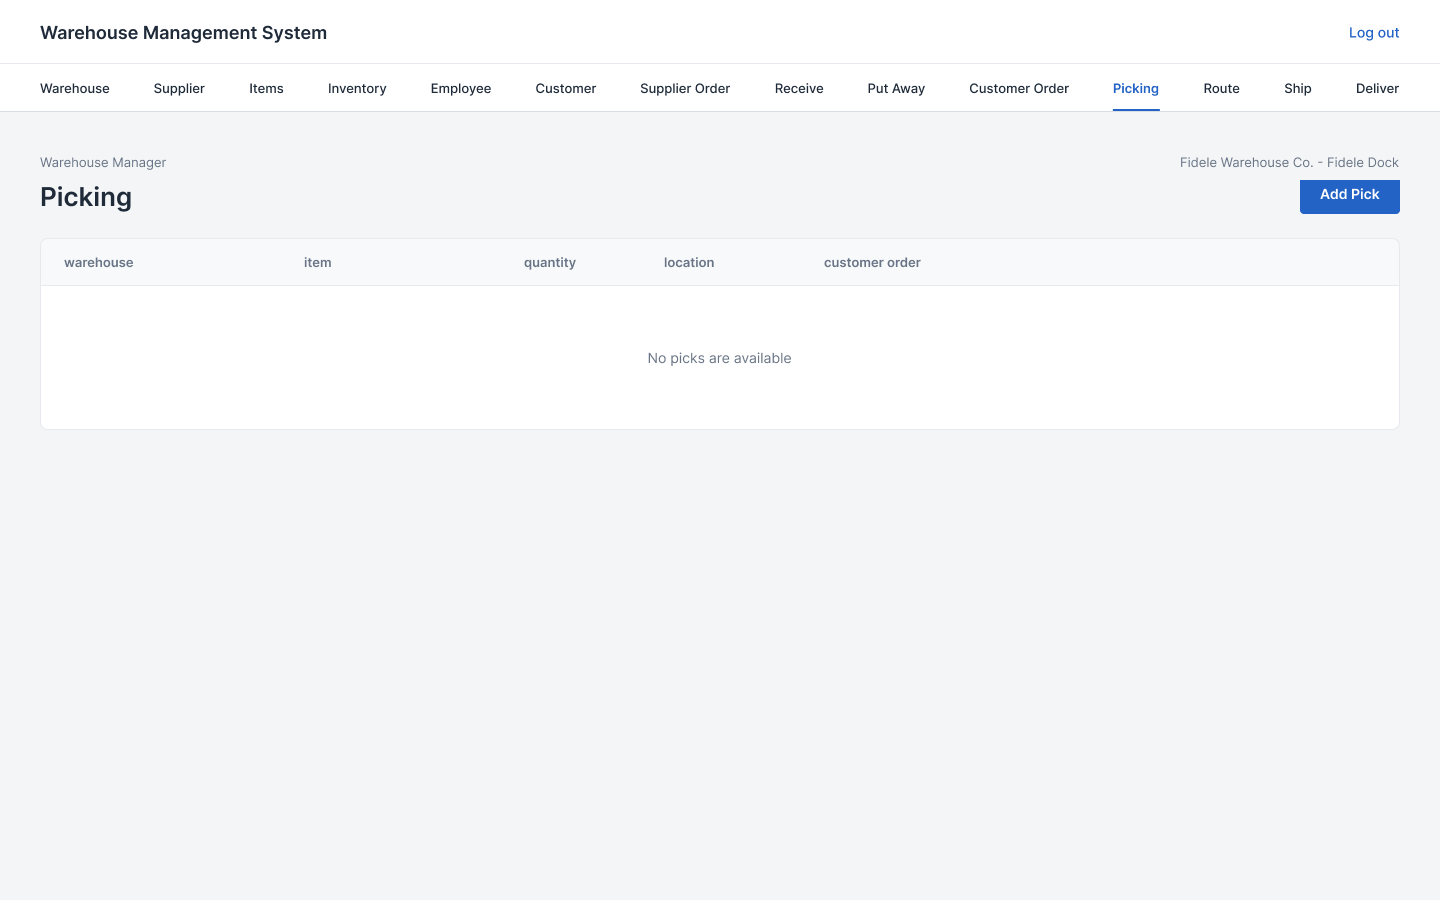 Warehouse Management System
Log out
Warehouse Supplier Items Inventory Employee Customer Supplier Order Receive Put Away Customer Order Picking Route Ship Deliver
Warehouse Manager
Fidele Warehouse Co. - Fidele Dock
Picking
Add Pick
warehouse item quantity location customer order
No picks are available